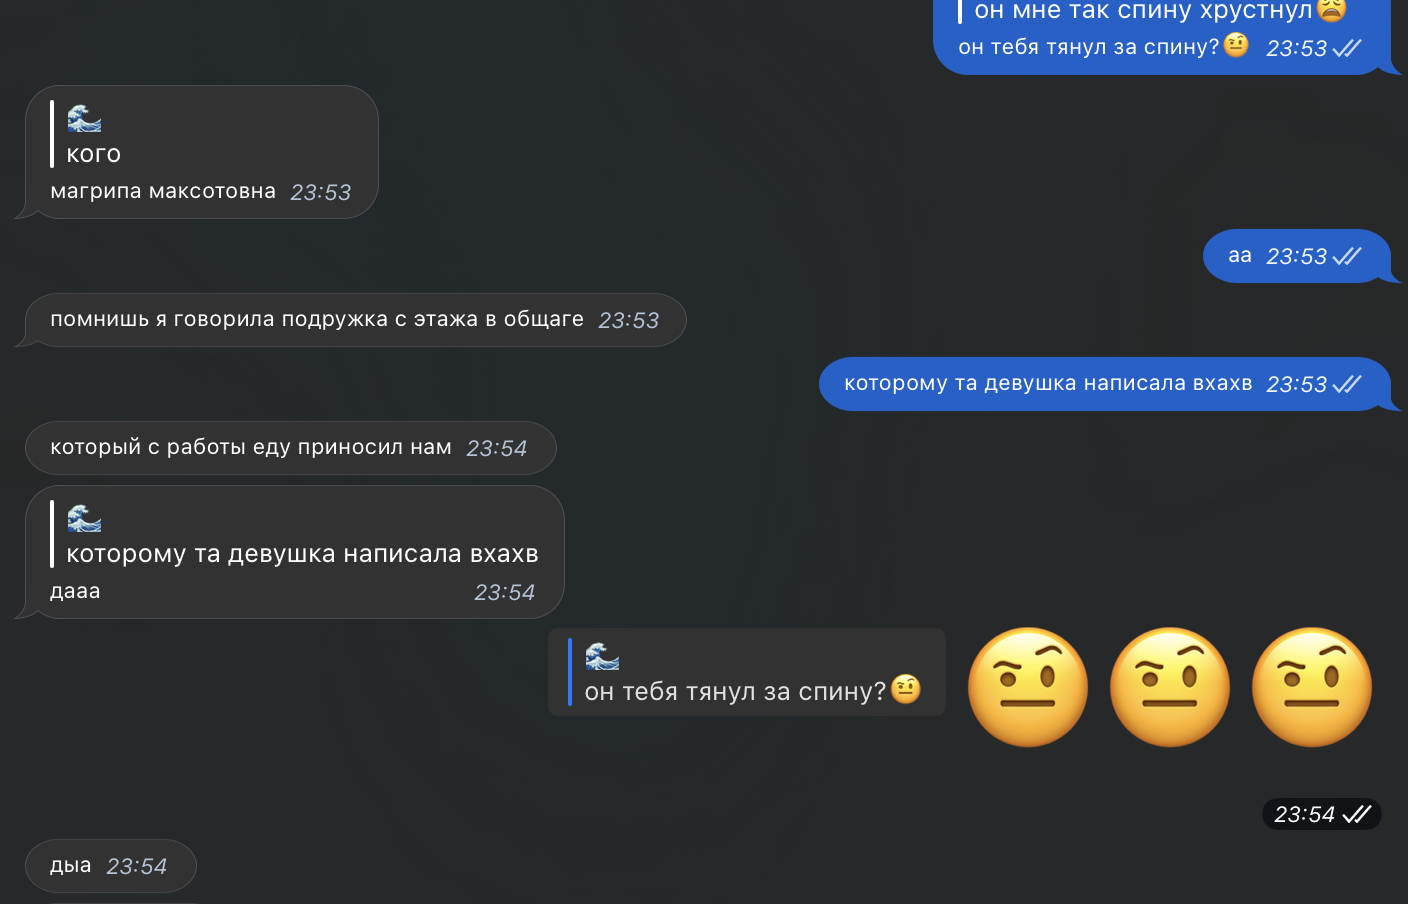 он мне так спину хрустнул😩
он тебя тянул за спину?🤨 23:53
🌊
кого
магрипа максотовна 23:53
аа 23:53
помнишь я говорила подружка с этажа в общаге 23:53
которому та девушка написала вхахв 23:53
который с работы еду приносил нам 23:54
🌊
которому та девушка написала вхахв
дааа 23:54
🌊
он тебя тянул за спину?🤨
🤨🤨🤨
23:54
дыа 23:54